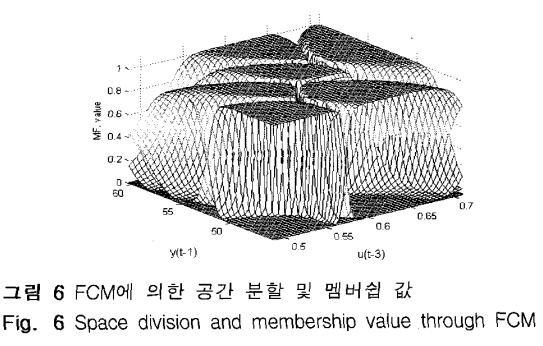 1
0.8
0.6
0.4
0.2
0
MF, value
60
55
50
y(t-1)
0.5
0.55
0.6
0.65
0.7
u(t-3)
그림 6 FCM에 의한 공간 분할 및 멤버쉽 값
Fig. 6 Space division and membership value through FCM